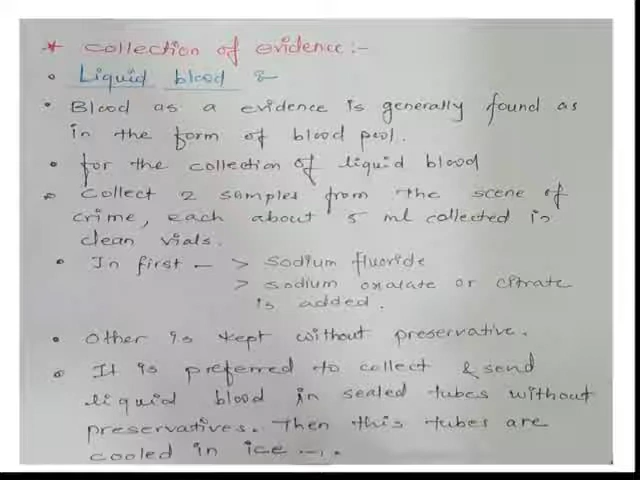 * Collection of evidence :-
• Liquid blood :-
• Blood as a evidence is generally found as
in the form of blood pool.
• for the collection of liquid blood
• Collect 2 samples from the scene of
crime, each about 5 ml collected in
clean vials.
• In first - > Sodium fluoride
> Sodium oxalate or citrate
is added.
• Other is kept without preservative.
• It is preferred to collect & send
liquid blood in sealed tubes without
preservatives. Then this tubes are
cooled in ice -.